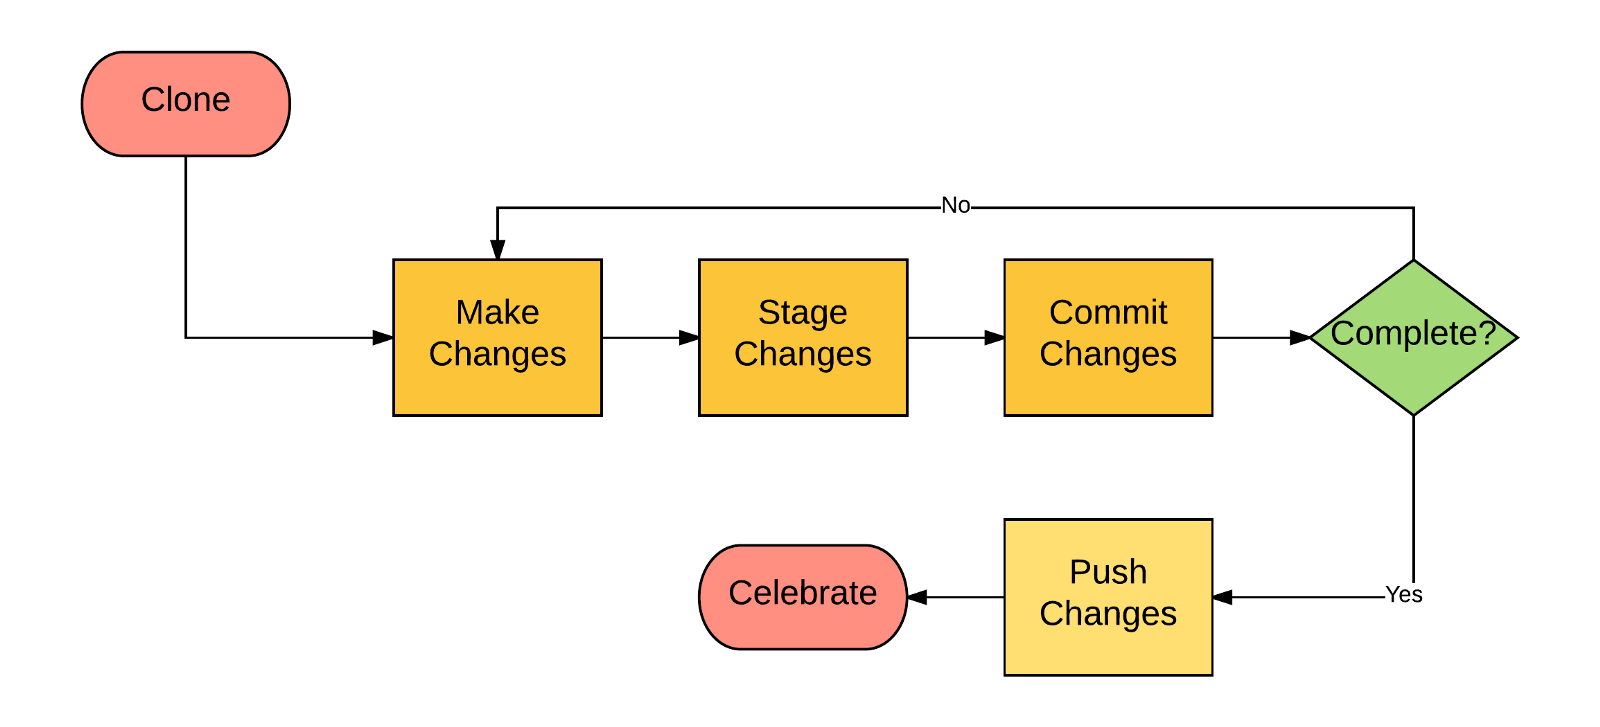 Clone
No
Make
Changes
Stage
Changes
Commit
Changes
Complete?
Yes
Push
Changes
Celebrate